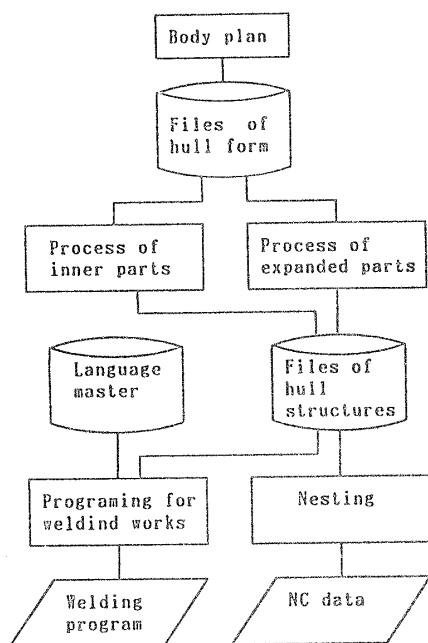 Body plan
Files of
hull form
Process of
inner parts
Process of
expanded parts
Language
master
Files of
hull
structures
Programing for
weldind works
Nesting
Welding
program
NC data